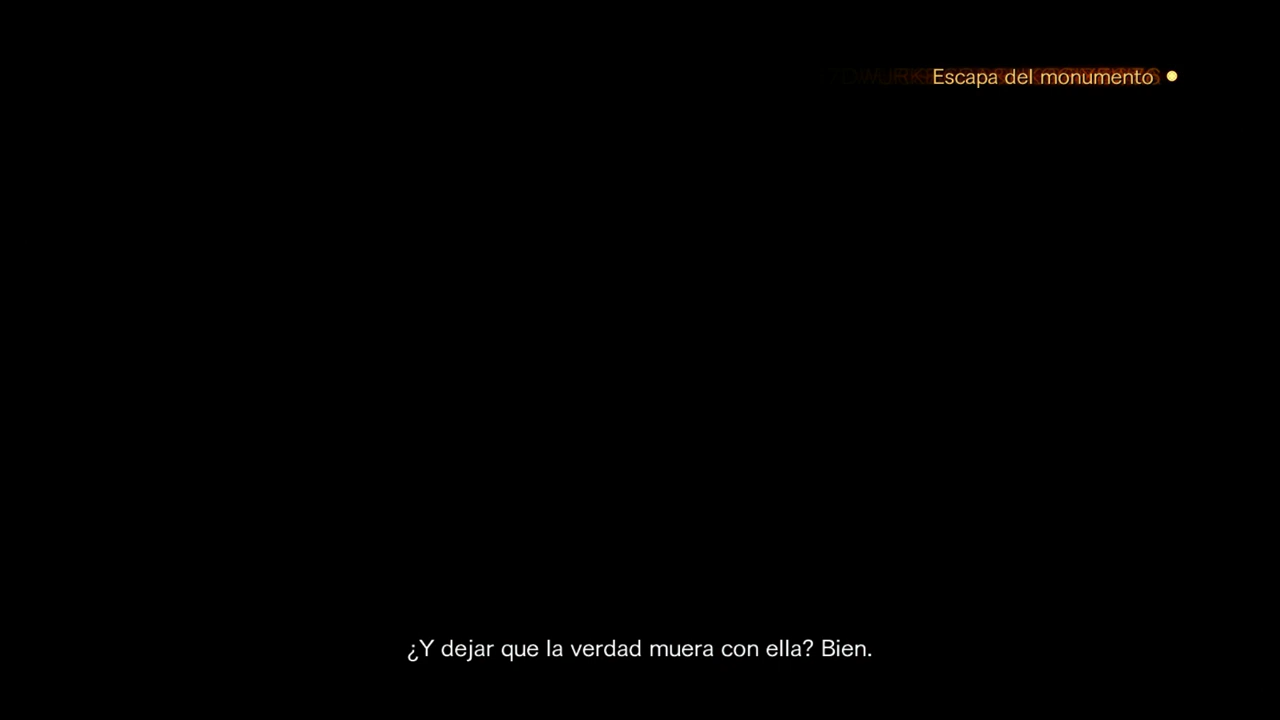 Escapa del monumento
¿Y dejar que la verdad muera con ella? Bien.